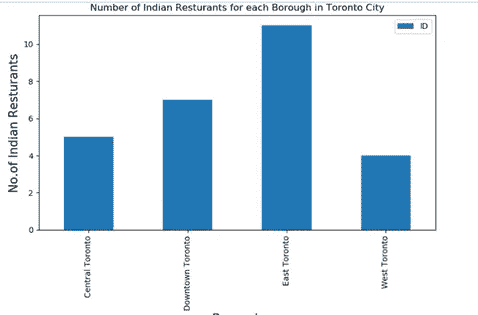 Number of Indian Resturants for each Borough in Toronto City
ID
No.of Indian Resturants
10
8
6
4
2
0
Central Toronto
Downtown Toronto
East Toronto
West Toronto